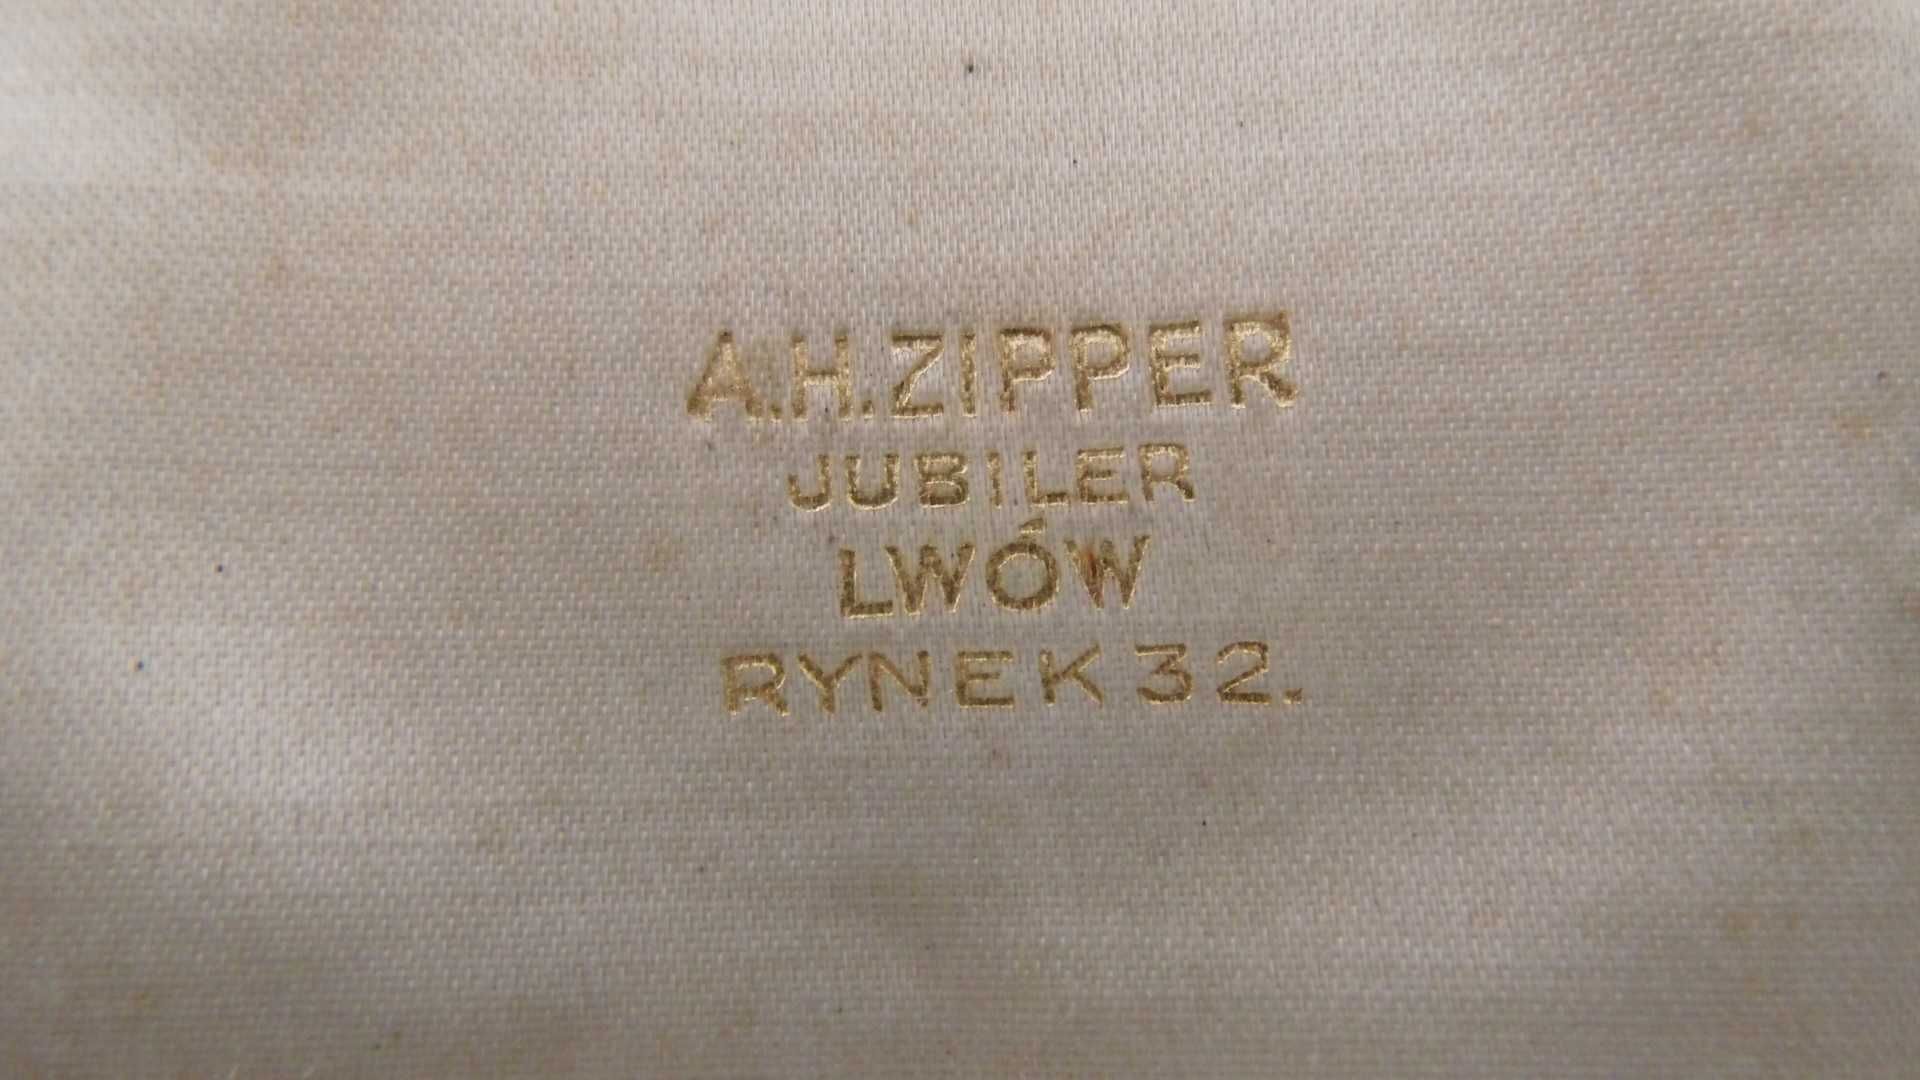 A.H.ZIPPER
JUBILER
LWÓW
RYNEK 32.